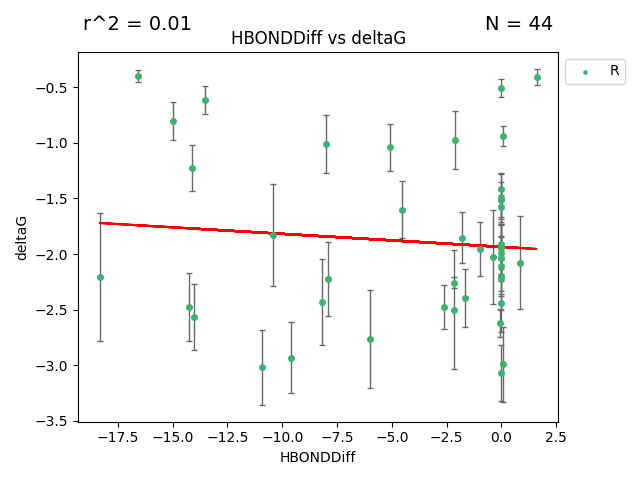 r^2 = 0.01
N = 44
HBONDDiff vs deltaG
R
deltaG
−0.5
−1.0
−1.5
−2.0
−2.5
−3.0
−3.5
−17.5 −15.0 −12.5 −10.0 −7.5 −5.0 −2.5 0.0 2.5
HBONDDiff